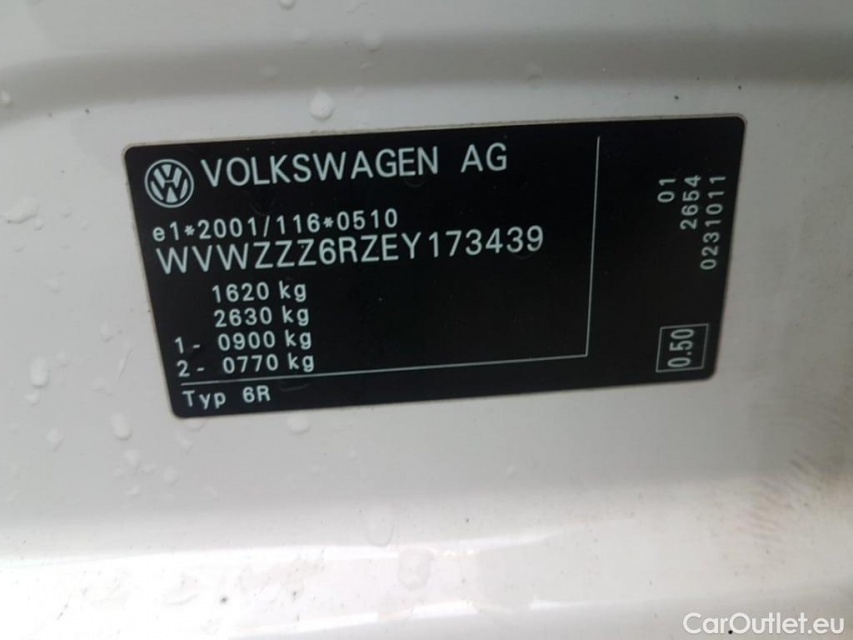 VOLKSWAGEN AG
e1*2001/116*0510
WVWZZZ6RZEY173439
1620 kg
2630 kg
1 - 0900 kg
2 - 0770 kg
Typ 6R
01
2654
0231011
0.50
CarOutlet.eu